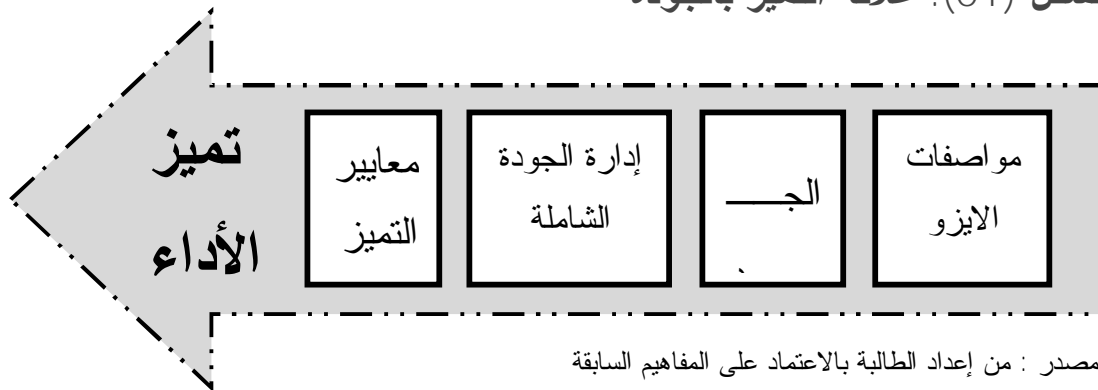 علاقة التميز بالجودة
مواصفات
الايزو
الجـــــ
إدارة الجودة
الشاملة
معايير
التميز
تميز
الأداء
مصدر : من إعداد الطالبة بالاعتماد على المفاهيم السابقة